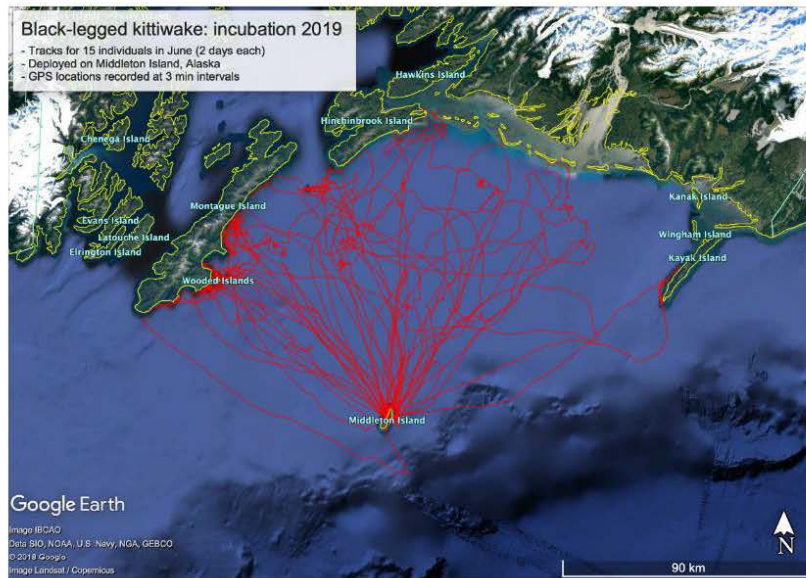 Black-legged kittiwake: incubation 2019
- Tracks for 15 individuals in June (2 days each)
- Deployed on Middleton Island, Alaska
- GPS locations recorded at 3 min intervals
Hawkins Island
Hinchinbrook Island
Chenega Island
Kanak Island
Montague Island
Evans Island
Latouche Island
Wingham Island
Elrington Island
Kayak Island
Wooded Islands
Middleton Island
Google Earth
Image IBCAO
Data SIO, NOAA, U.S. Navy, NGA, GEBCO
© 2018 Google
Image Landsat / Copernicus
N
90 km